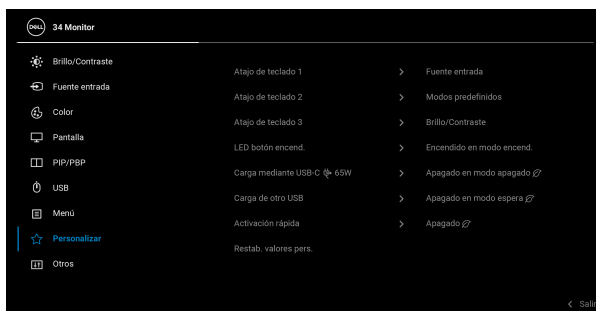 DELL 34 Monitor
Brillo/Contraste
Fuente entrada
Color
Pantalla
PIP/PBP
USB
Menú
Personalizar
Otros
Atajo de teclado 1 > Fuente entrada
Atajo de teclado 2 > Modos predefinidos
Atajo de teclado 3 > Brillo/Contraste
LED botón encend. > Encendido en modo encend.
Carga mediante USB-C 65W > Apagado en modo apagado
Carga de otro USB > Apagado en modo espera
Activación rápida > Apagado
Restab. valores pers.
< Salir